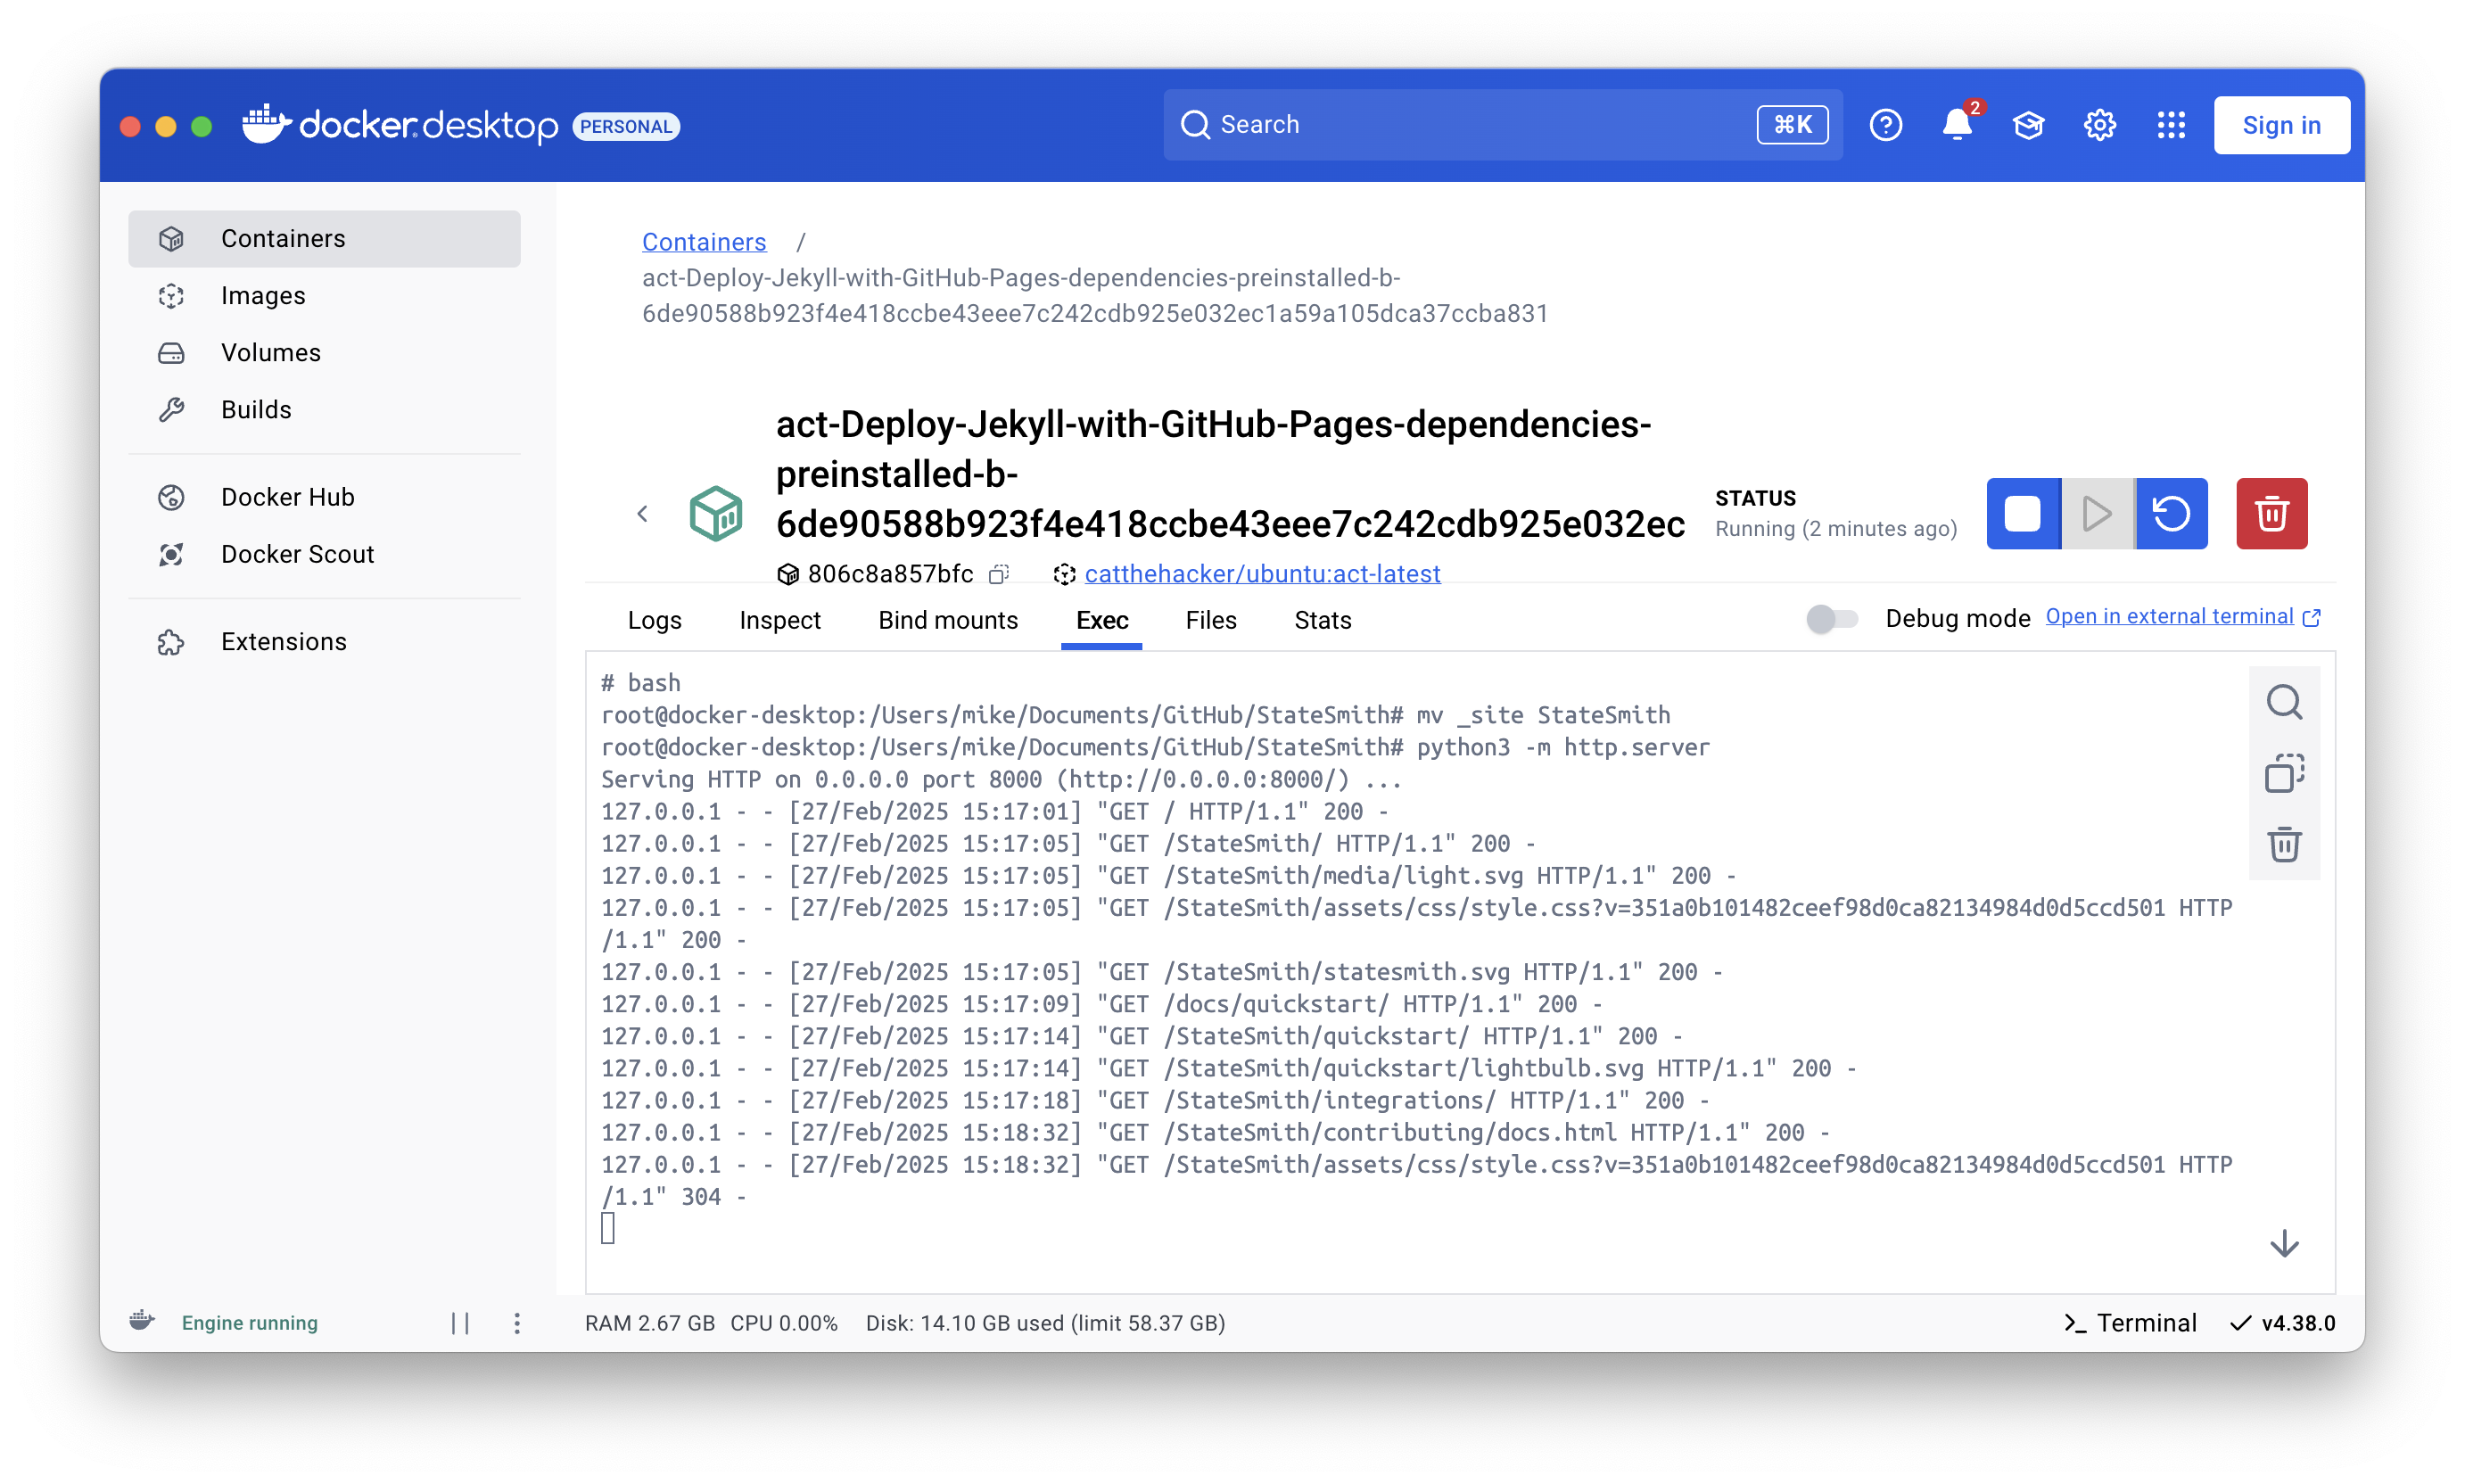 docker desktop PERSONAL
Search
⌘K
2
Sign in
Containers
Images
Volumes
Builds
Docker Hub
Docker Scout
Extensions
Containers /
act-Deploy-Jekyll-with-GitHub-Pages-dependencies-preinstalled-b-
6de90588b923f4e418ccbe43eee7c242cdb925e032ec1a59a105dca37ccba831
act-Deploy-Jekyll-with-GitHub-Pages-dependencies-
preinstalled-b-
6de90588b923f4e418ccbe43eee7c242cdb925e032ec
806c8a857bfc
catthehacker/ubuntu:act-latest
STATUS
Running (2 minutes ago)
Logs
Inspect
Bind mounts
Exec
Files
Stats
Debug mode
Open in external terminal
# bash
root@docker-desktop:/Users/mike/Documents/GitHub/StateSmith# mv _site StateSmith
root@docker-desktop:/Users/mike/Documents/GitHub/StateSmith# python3 -m http.server
Serving HTTP on 0.0.0.0 port 8000 (http://0.0.0.0:8000/) ...
127.0.0.1 - - [27/Feb/2025 15:17:01] "GET / HTTP/1.1" 200 -
127.0.0.1 - - [27/Feb/2025 15:17:05] "GET /StateSmith/ HTTP/1.1" 200 -
127.0.0.1 - - [27/Feb/2025 15:17:05] "GET /StateSmith/media/light.svg HTTP/1.1" 200 -
127.0.0.1 - - [27/Feb/2025 15:17:05] "GET /StateSmith/assets/css/style.css?v=351a0b101482ceef98d0ca82134984d0d5ccd501 HTTP
/1.1" 200 -
127.0.0.1 - - [27/Feb/2025 15:17:05] "GET /StateSmith/statesmith.svg HTTP/1.1" 200 -
127.0.0.1 - - [27/Feb/2025 15:17:09] "GET /docs/quickstart/ HTTP/1.1" 200 -
127.0.0.1 - - [27/Feb/2025 15:17:14] "GET /StateSmith/quickstart/ HTTP/1.1" 200 -
127.0.0.1 - - [27/Feb/2025 15:17:14] "GET /StateSmith/quickstart/lightbulb.svg HTTP/1.1" 200 -
127.0.0.1 - - [27/Feb/2025 15:17:18] "GET /StateSmith/integrations/ HTTP/1.1" 200 -
127.0.0.1 - - [27/Feb/2025 15:18:32] "GET /StateSmith/contributing/docs.html HTTP/1.1" 200 -
127.0.0.1 - - [27/Feb/2025 15:18:32] "GET /StateSmith/assets/css/style.css?v=351a0b101482ceef98d0ca82134984d0d5ccd501 HTTP
/1.1" 304 -
Engine running
RAM 2.67 GB CPU 0.00% Disk: 14.10 GB used (limit 58.37 GB)
Terminal
v4.38.0